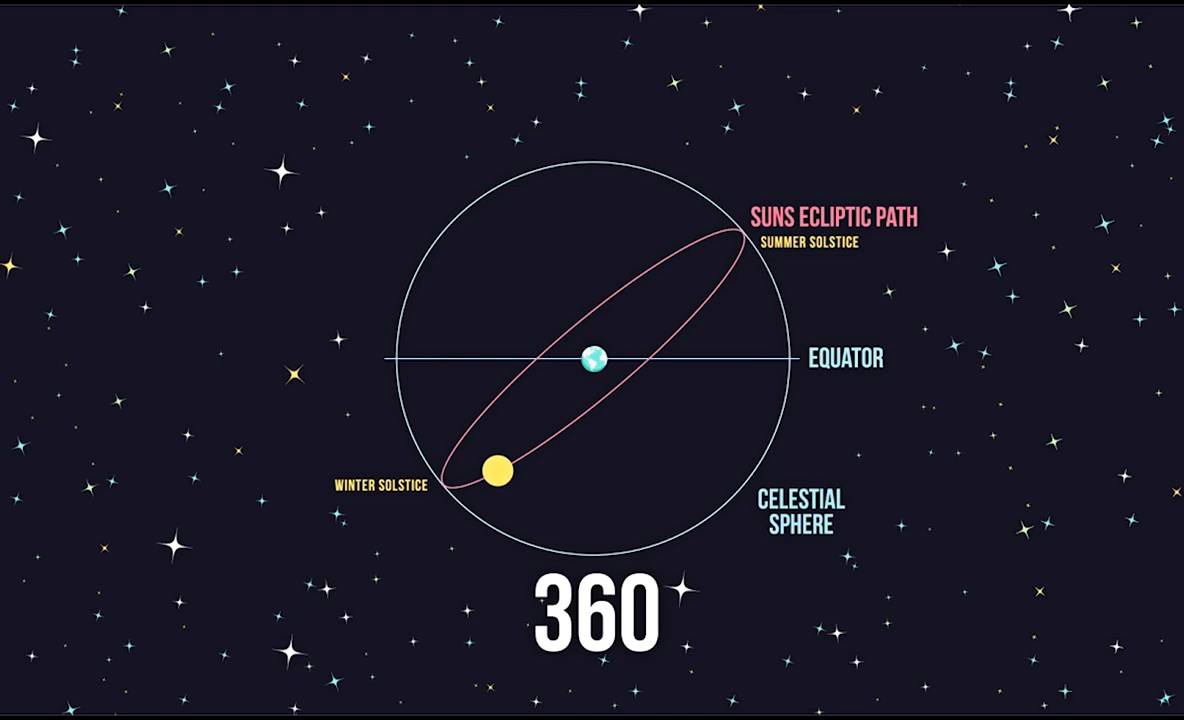 SUNS ECLIPTIC PATH
SUMMER SOLSTICE
EQUATOR
WINTER SOLSTICE
CELESTIAL
SPHERE
360